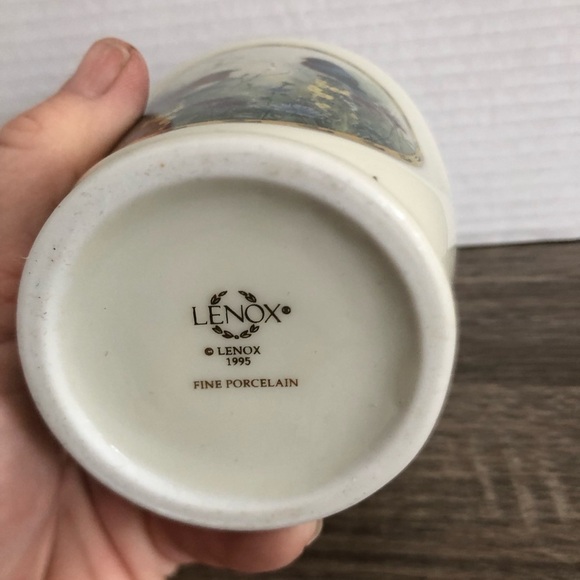 LENOX®
© LENOX
1995
FINE PORCELAIN